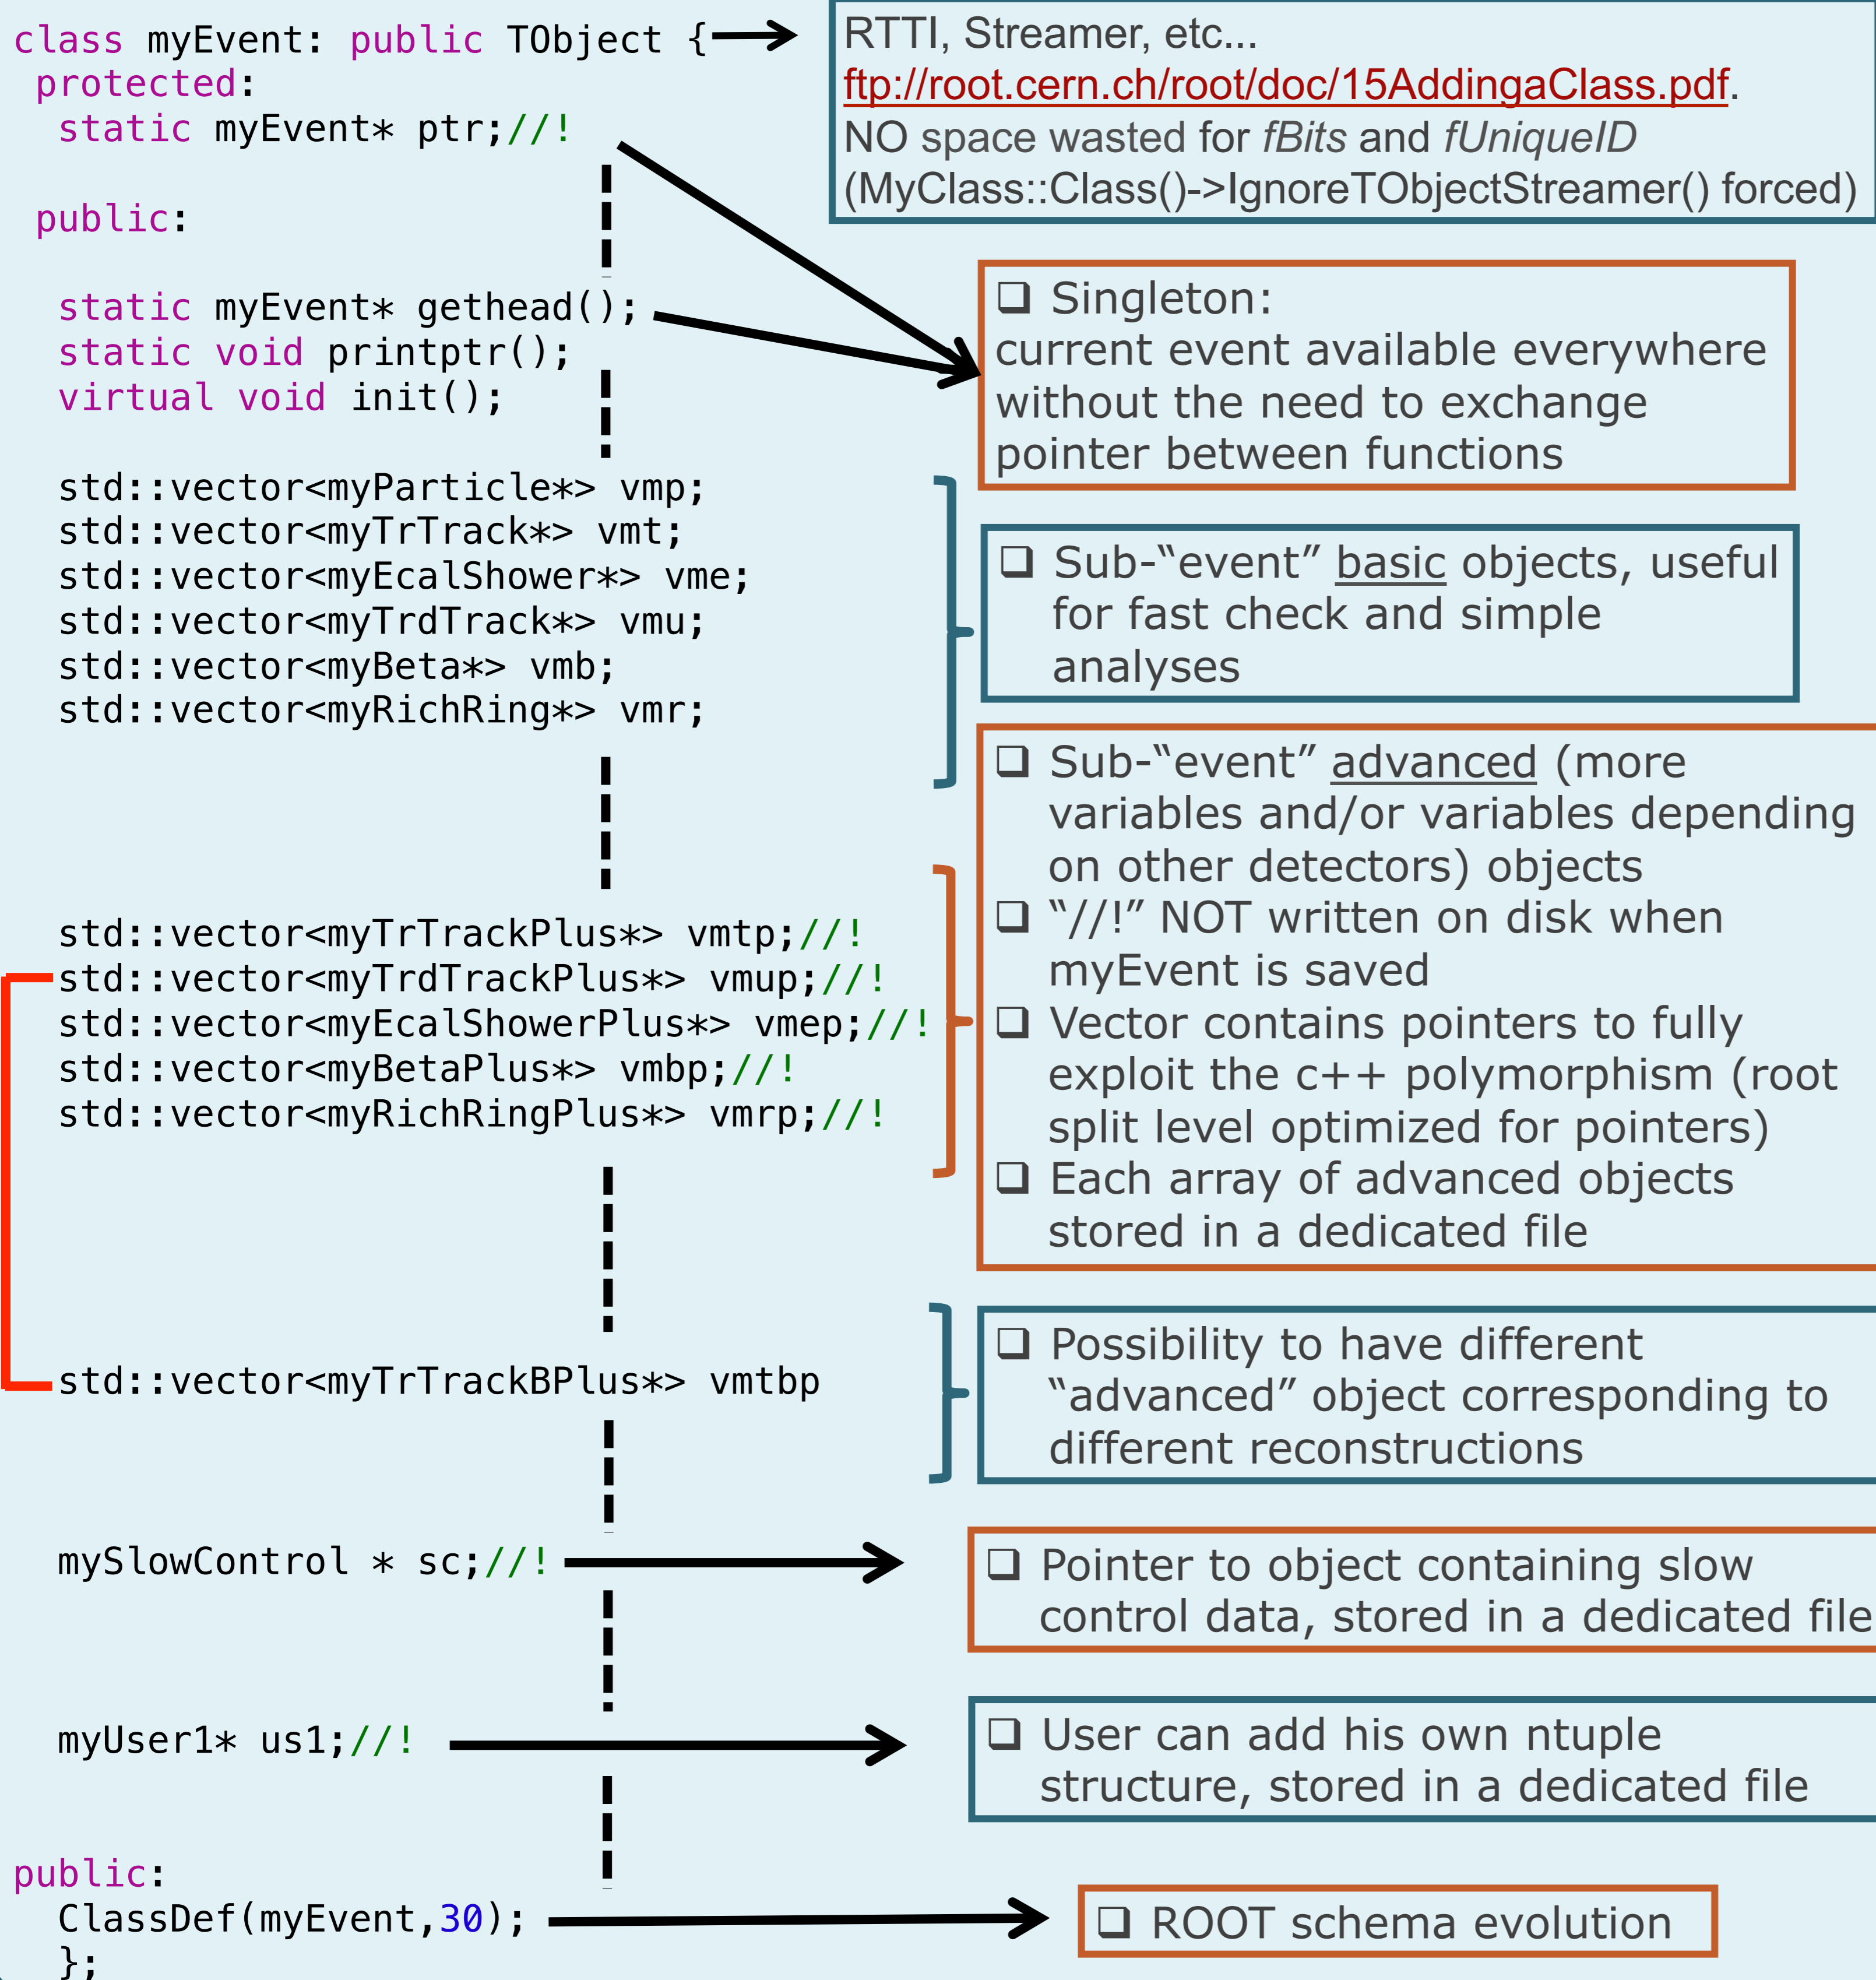 class myEvent: public TObject {
protected:
static myEvent* ptr;//!
public:
static myEvent* gethead();
static void printptr();
virtual void init();
std::vector<myParticle*> vmp;
std::vector<myTrTrack*> vmt;
std::vector<myEcalShower*> vme;
std::vector<myTrdTrack*> vmu;
std::vector<myBeta*> vmb;
std::vector<myRichRing*> vmr;
std::vector<myTrTrackPlus*> vmtp;//!
std::vector<myTrdTrackPlus*> vmup;//!
std::vector<myEcalShowerPlus*> vmep;//!
std::vector<myBetaPlus*> vmbp;//!
std::vector<myRichRingPlus*> vmrp;//!
std::vector<myTrTrackBPlus*> vmtbp
mySlowControl * sc;//!
myUser1* us1;//!
public:
ClassDef(myEvent,30);
};
RTTI, Streamer, etc...
ftp://root.cern.ch/root/doc/15AddingaClass.pdf.
NO space wasted for fBits and fUniqueID
(MyClass::Class()->IgnoreTObjectStreamer() forced)
❑ Singleton:
current event available everywhere
without the need to exchange
pointer between functions
❑ Sub-“event” basic objects, useful
for fast check and simple
analyses
❑ Sub-“event” advanced (more
variables and/or variables depending
on other detectors) objects
❑ “//!” NOT written on disk when
myEvent is saved
❑ Vector contains pointers to fully
exploit the c++ polymorphism (root
split level optimized for pointers)
❑ Each array of advanced objects
stored in a dedicated file
❑ Possibility to have different
“advanced” object corresponding to
different reconstructions
❑ Pointer to object containing slow
control data, stored in a dedicated file
❑ User can add his own ntuple
structure, stored in a dedicated file
❑ ROOT schema evolution